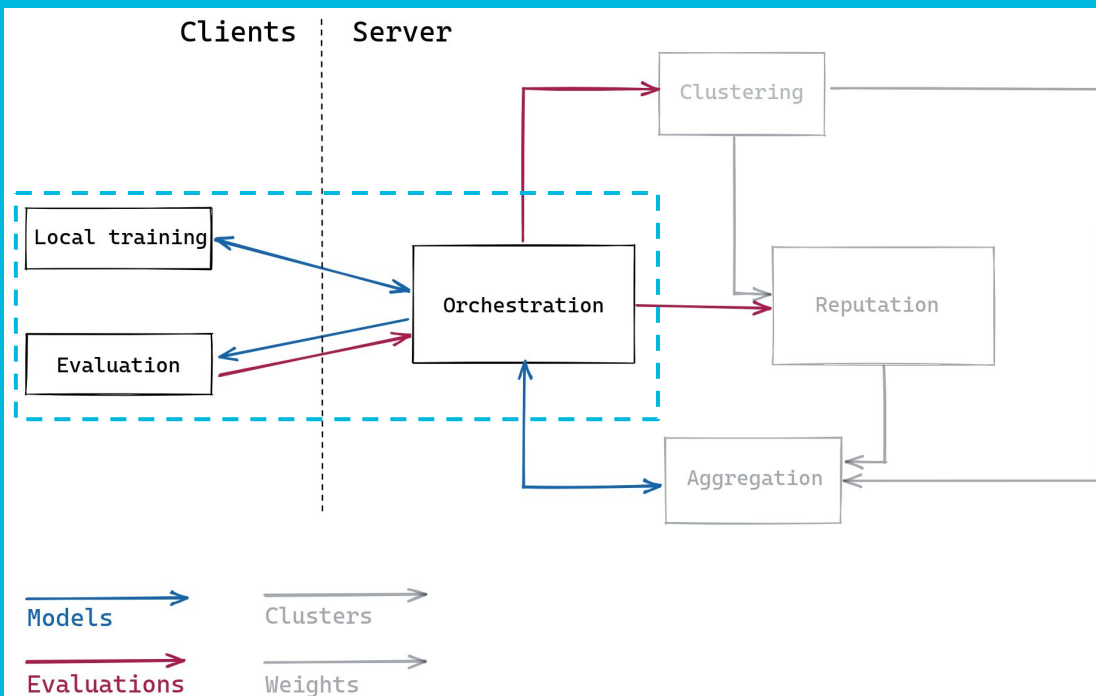 Clients
Server
Clustering
Local training
Orchestration
Reputation
Evaluation
Aggregation
Models
Clusters
Evaluations
Weights